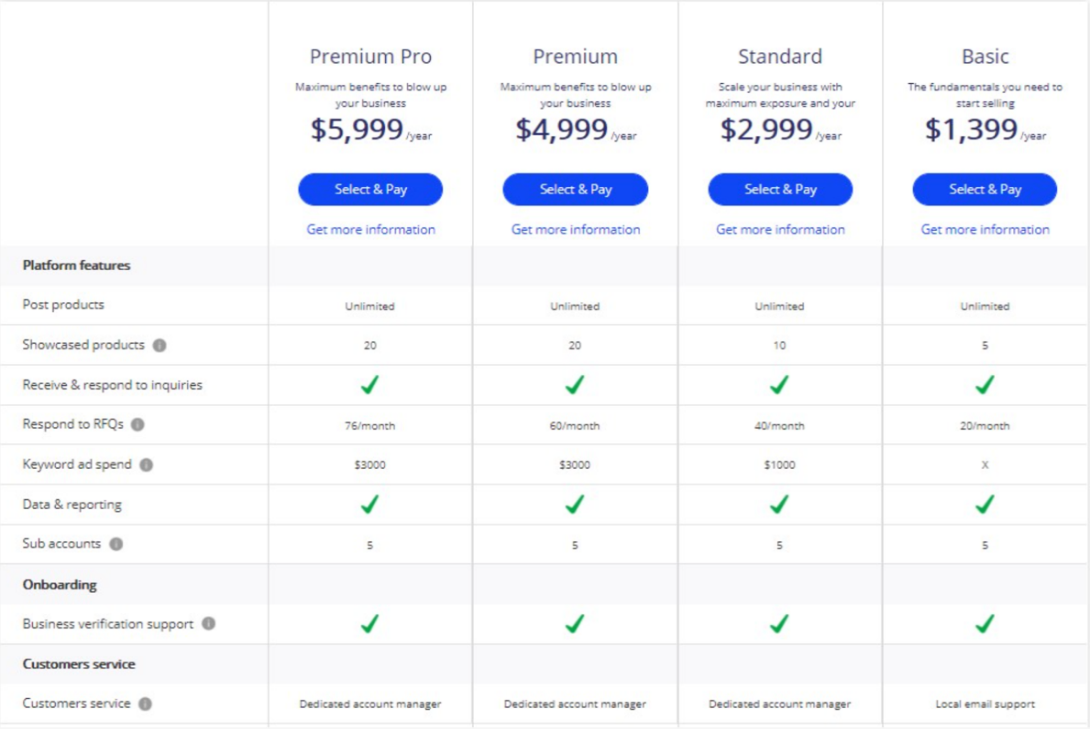 Premium Pro
Maximum benefits to blow up
your business
$5,999 /year
Select & Pay
Get more information
Premium
Maximum benefits to blow up
your business
$4,999 /year
Select & Pay
Get more information
Standard
Scale your business with
maximum exposure and your
$2,999 /year
Select & Pay
Get more information
Basic
The fundamentals you need to
start selling
$1,399 /year
Select & Pay
Get more information
Platform features
Post products Unlimited Unlimited Unlimited Unlimited
Showcased products i 20 20 10 5
Receive & respond to inquiries ✓ ✓ ✓ ✓
Respond to RFQs i 76/month 60/month 40/month 20/month
Keyword ad spend i $3000 $3000 $1000 X
Data & reporting ✓ ✓ ✓ ✓
Sub accounts i 5 5 5 5
Onboarding
Business verification support i ✓ ✓ ✓ ✓
Customers service
Customers service i Dedicated account manager Dedicated account manager Dedicated account manager Local email support